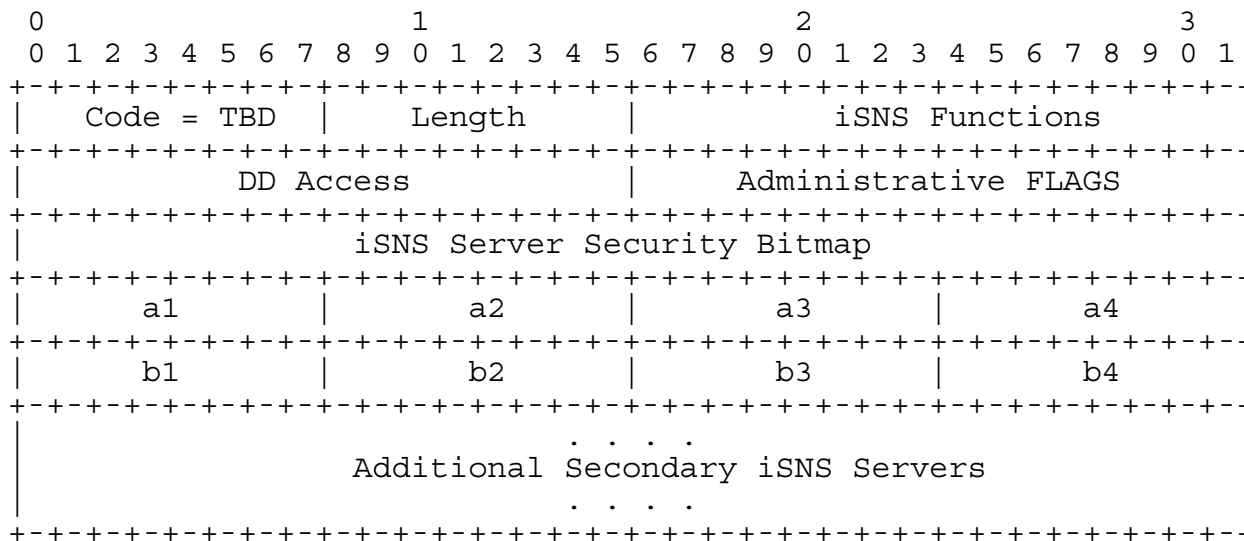 0                   1                   2                   3
 0 1 2 3 4 5 6 7 8 9 0 1 2 3 4 5 6 7 8 9 0 1 2 3 4 5 6 7 8 9 0 1
+-+-+-+-+-+-+-+-+-+-+-+-+-+-+-+-+-+-+-+-+-+-+-+-+-+-+-+-+-+-+-+--
|   Code = TBD  |    Length     |          iSNS Functions
+-+-+-+-+-+-+-+-+-+-+-+-+-+-+-+-+-+-+-+-+-+-+-+-+-+-+-+-+-+-+-+--
|           DD Access           |     Administrative FLAGS
+-+-+-+-+-+-+-+-+-+-+-+-+-+-+-+-+-+-+-+-+-+-+-+-+-+-+-+-+-+-+-+--
|                 iSNS Server Security Bitmap
+-+-+-+-+-+-+-+-+-+-+-+-+-+-+-+-+-+-+-+-+-+-+-+-+-+-+-+-+-+-+-+--
|      a1       |       a2      |       a3      |       a4
+-+-+-+-+-+-+-+-+-+-+-+-+-+-+-+-+-+-+-+-+-+-+-+-+-+-+-+-+-+-+-+--
|      b1       |       b2      |       b3      |       b4
+-+-+-+-+-+-+-+-+-+-+-+-+-+-+-+-+-+-+-+-+-+-+-+-+-+-+-+-+-+-+-+--
|                            . . . .
                 Additional Secondary iSNS Servers
|                            . . . .
+-+-+-+-+-+-+-+-+-+-+-+-+-+-+-+-+-+-+-+-+-+-+-+-+-+-+-+-+-+-+-+--